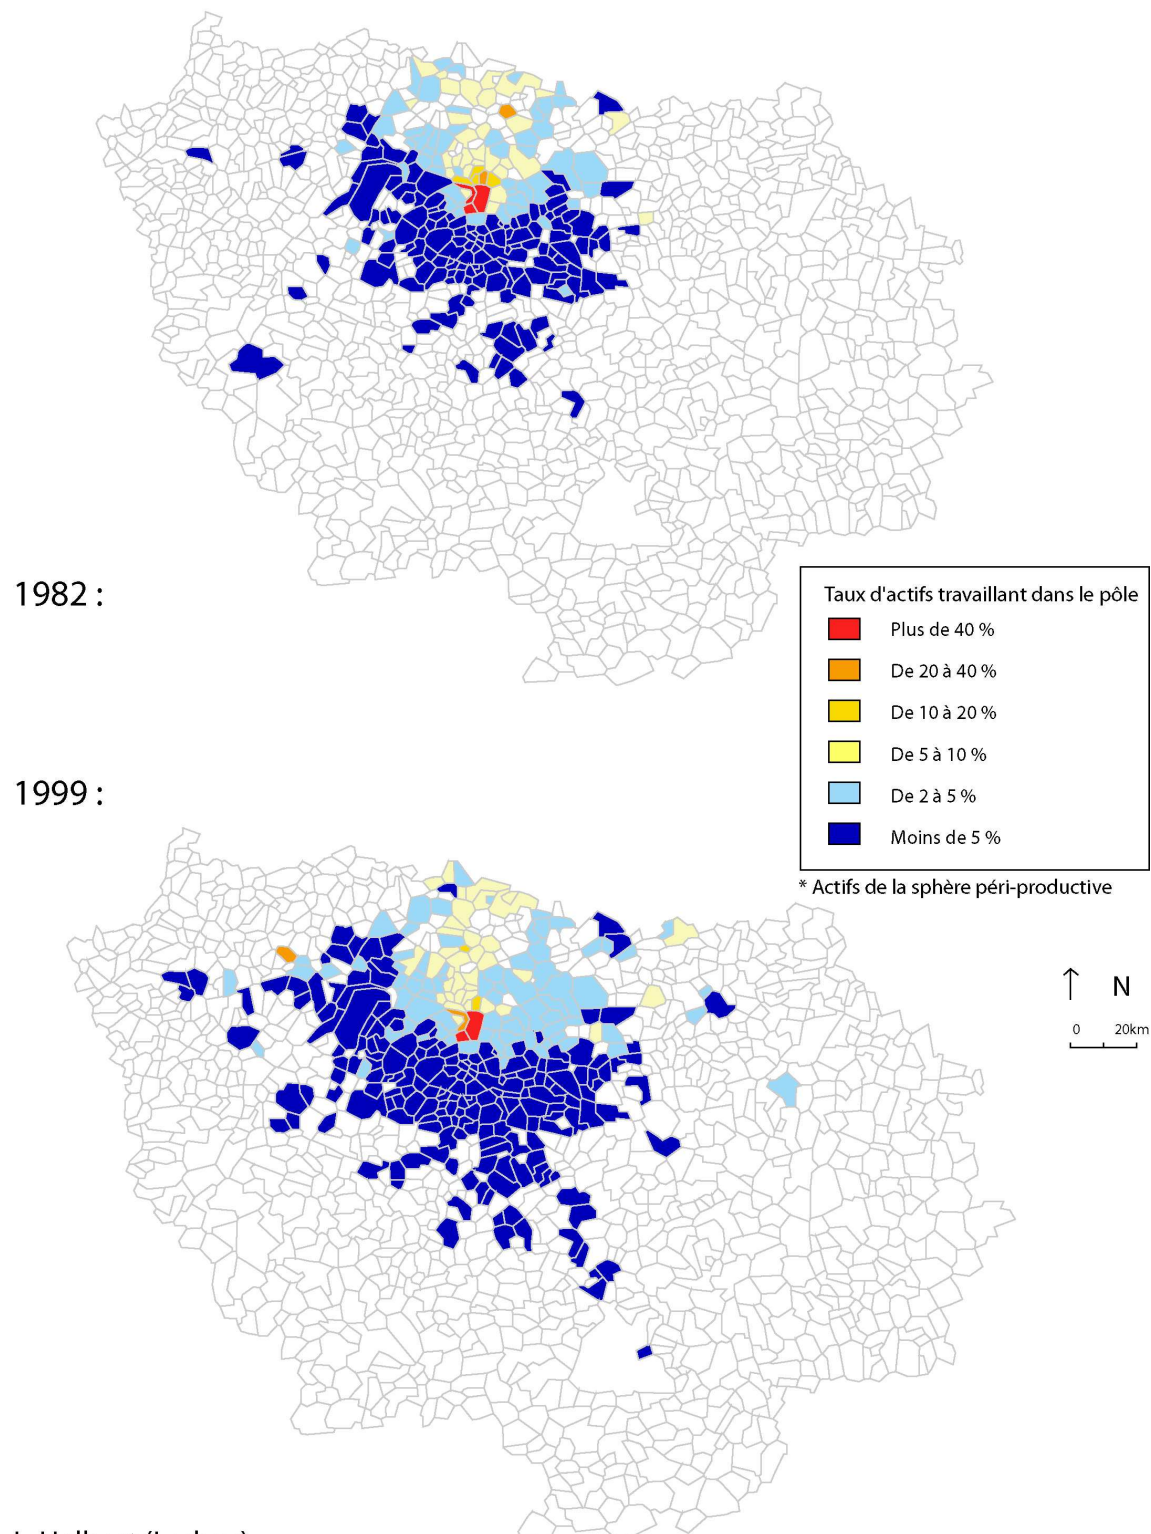 1982 :
Taux d'actifs travaillant dans le pôle
Plus de 40 %
De 20 à 40 %
De 10 à 20 %
De 5 à 10 %
De 2 à 5 %
Moins de 5 %
1999 :
* Actifs de la sphère péri-productive
N
0 20km